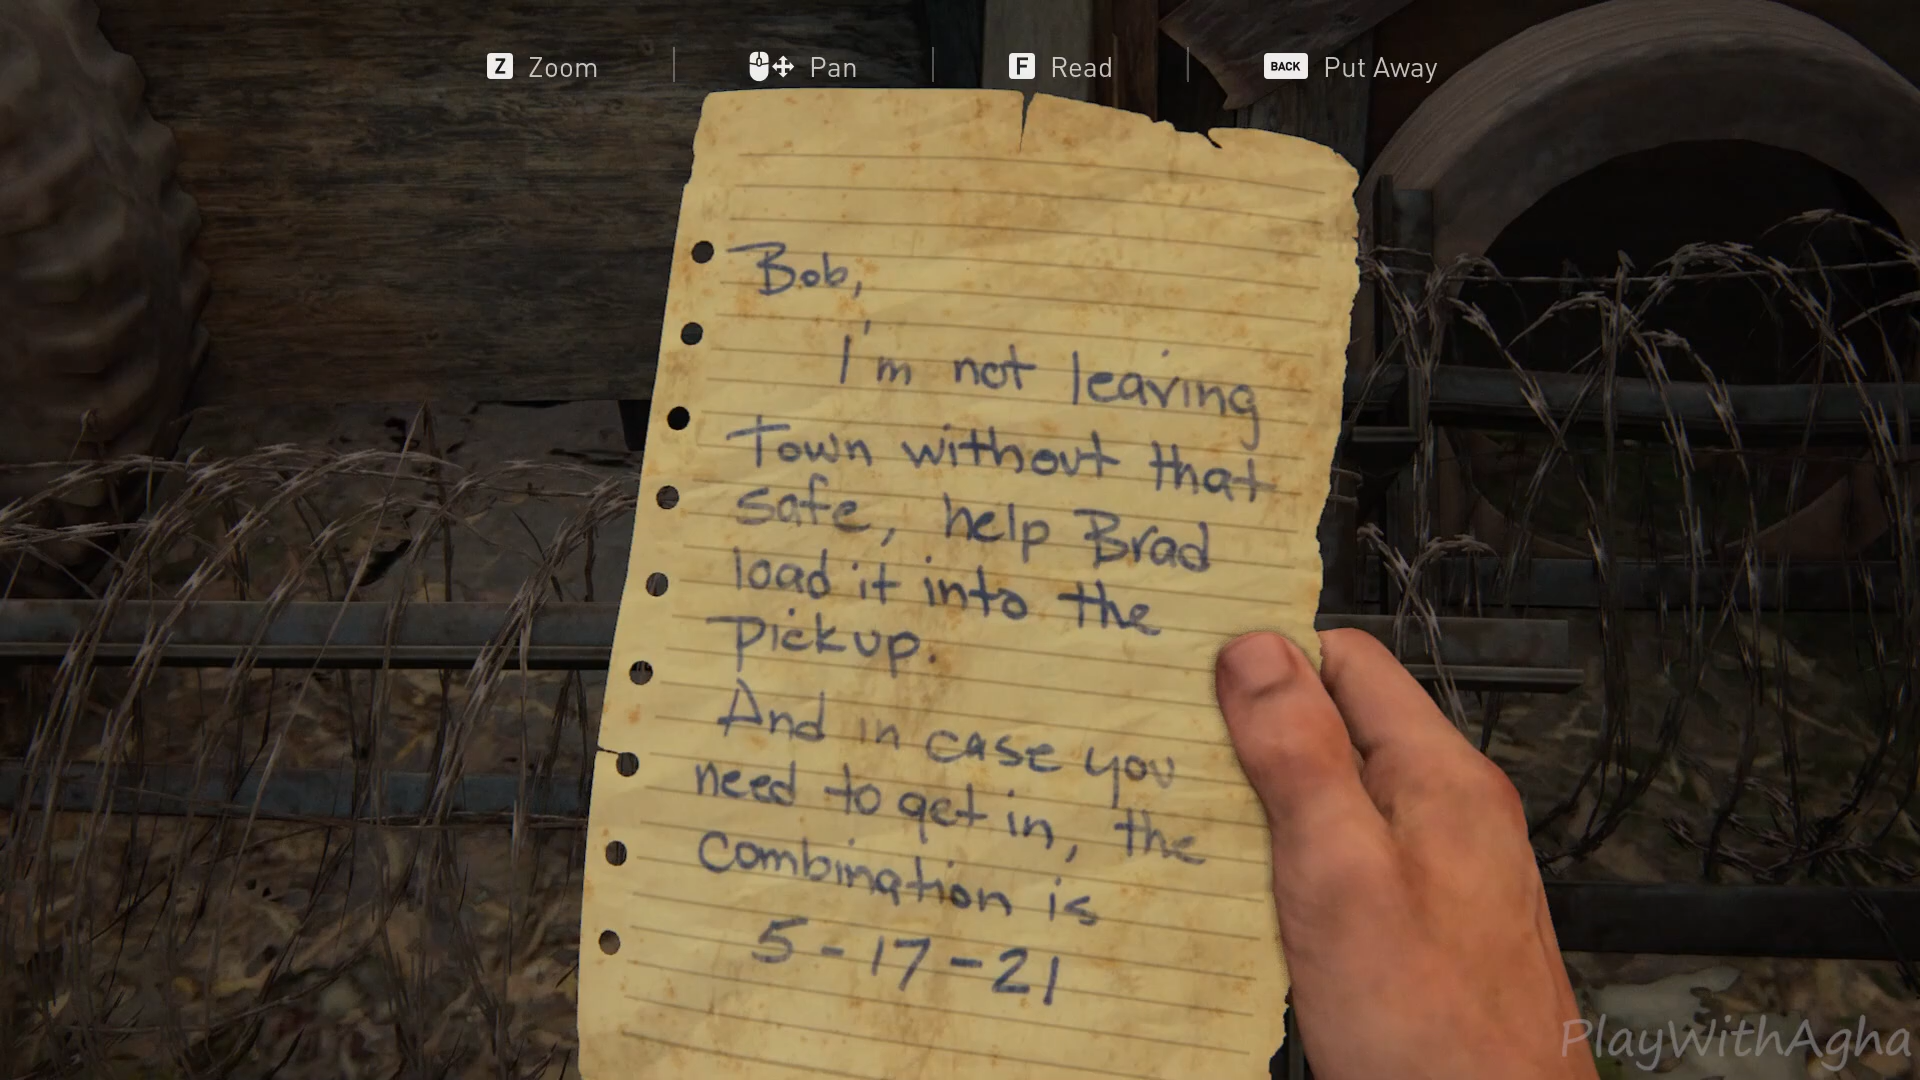 Z Zoom F Pan F Read BACK Put Away
Bob,
I'm not leaving
Town without that
safe, help Brad
load it into the
Pickup.
And in case you
need to get in, the
Combination is
5-17-21
PlayWithAgha